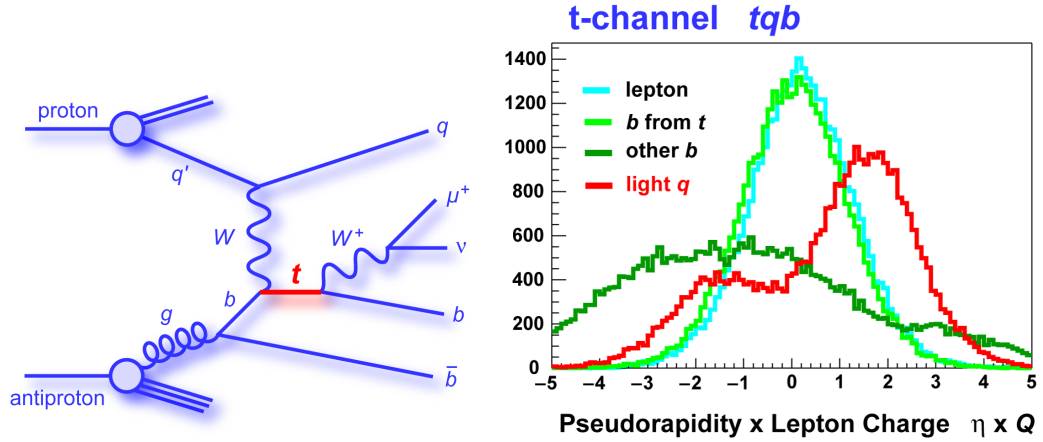 t-channel tqb
proton
q'
q
W
W+
μ+
ν
t
b
b
g
b̄
antiproton
1400
1200
1000
800
600
400
200
0
lepton
b from t
other b
light q
−5 −4 −3 −2 −1 0 1 2 3 4 5
Pseudorapidity x Lepton Charge η x Q